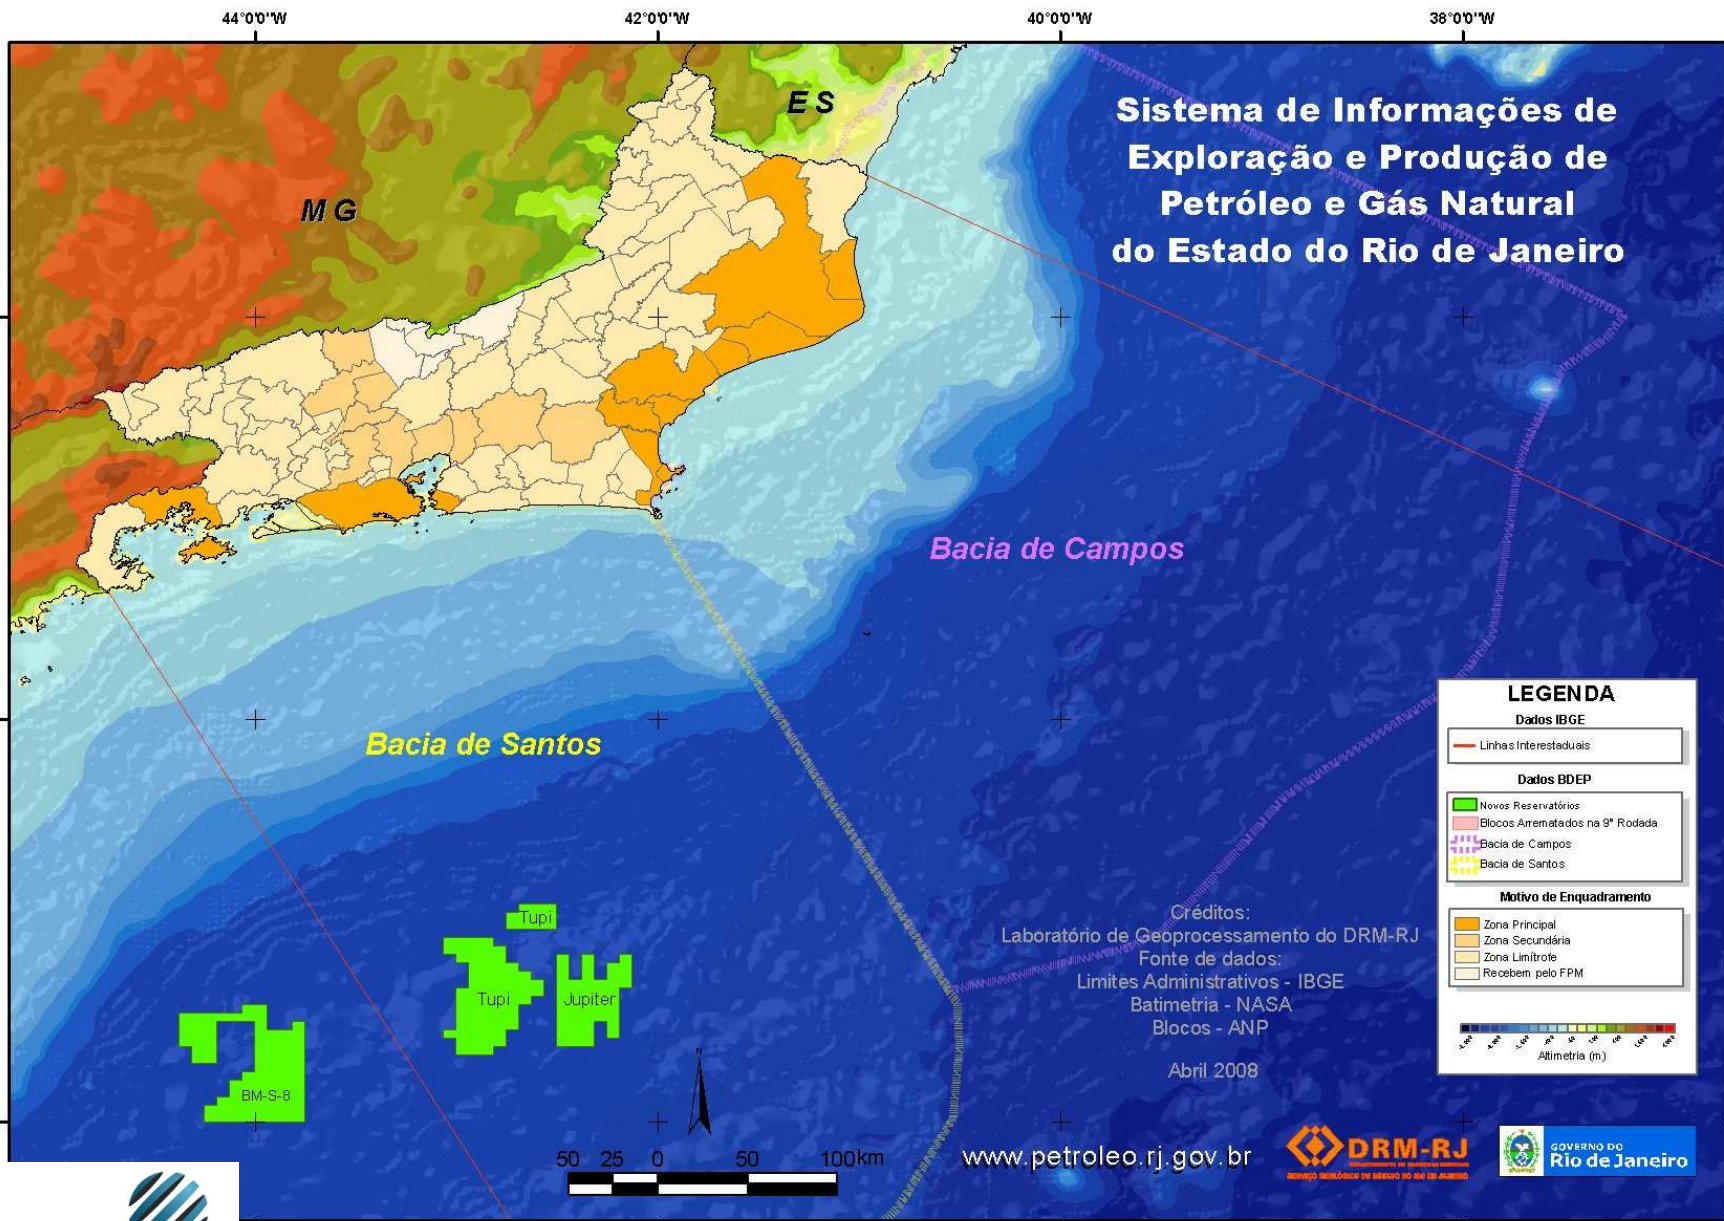 44°0'0"W
42°0'0"W
40°0'0"W
38°0'0"W
Sistema de Informações de
Exploração e Produção de
Petróleo e Gás Natural
do Estado do Rio de Janeiro
ES
MG
Bacia de Campos
Bacia de Santos
LEGENDA
Dados IBGE
Linhas Interestaduais
Dados BDEP
Novos Reservatórios
Blocos Arrematados na 9ª Rodada
Bacia de Campos
Bacia de Santos
Motivo de Enquadramento
Zona Principal
Zona Secundária
Zona Limítrofe
Recebem pelo FPM
Altimetria (m)
Tupi
Tupi
Jupiter
BM-S-8
Créditos:
Laboratório de Geoprocessamento do DRM-RJ
Fonte de dados:
Limites Administrativos - IBGE
Batimetria - NASA
Blocos - ANP
Abril 2008
N
50 25 0 50 100km
www.petroleo.rj.gov.br
DRM-RJ
GOVERNO DO
Rio de Janeiro